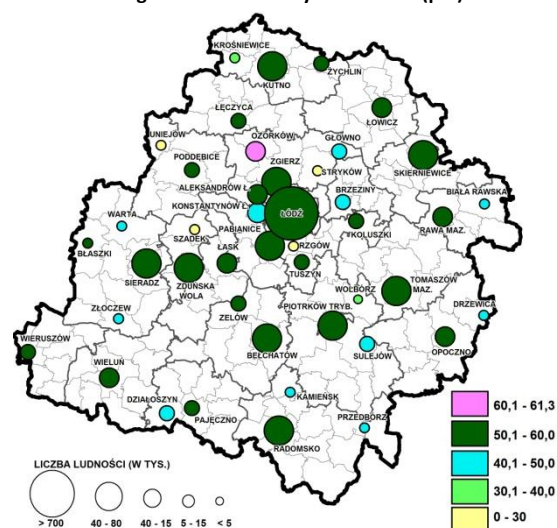 KROŚNIEWICE
KUTNO
ŻYCHLIN
ŁĘCZYCA
ŁOWICZ
UNIEJÓW
OZORKÓW
GŁOWNO
PODDĘBICE
ZGIERZ
STRYKÓW
SKIERNIEWICE
ALEKSANDRÓW Ł.
BRZEZINY
BIAŁA RAWSKA
KONSTANTYNÓW Ł.
ŁÓDŹ
WARTA
SZADEK
PABIANICE
RZGÓW
KOLUSZKI
RAWA MAZ.
BŁASZKI
ŁASK
TUSZYN
SIERADZ
ZDUŃSKA
WOLA
WOLBÓRZ
TOMASZÓW
MAZ.
ZŁOCZEW
ZELÓW
PIOTRKÓW TRYB.
DRZEWICA
WIERUSZÓW
BEŁCHATÓW
SULEJÓW
OPOCZNO
WIELUŃ
DZIAŁOSZYN
PAJĘCZNO
KAMIEŃSK
PRZEDBÓRZ
RADOMSKO
LICZBA LUDNOŚCI (W TYS.)
> 700 40 - 80 40 - 15 5 - 15 < 5
60,1 - 61,3
50,1 - 60,0
40,1 - 50,0
30,1 - 40,0
0 - 30